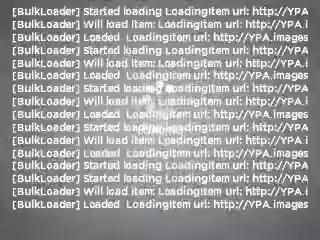 [BulkLoader] Started loading LoadingItem url: http://YPA
[BulkLoader] Will load item: LoadingItem url: http://YPA.i
[BulkLoader] Loaded LoadingItem url: http://YPA.images
[BulkLoader] Started loading LoadingItem url: http://YPA
[BulkLoader] Will load item: LoadingItem url: http://YPA.i
[BulkLoader] Loaded LoadingItem url: http://YPA.images
[BulkLoader] Started loading LoadingItem url: http://YPA
[BulkLoader] Will load item: LoadingItem url: http://YPA.i
[BulkLoader] Loaded LoadingItem url: http://YPA.images
[BulkLoader] Started loading LoadingItem url: http://YPA
[BulkLoader] Will load item: LoadingItem url: http://YPA.i
[BulkLoader] Loaded LoadingItem url: http://YPA.images
[BulkLoader] Started loading LoadingItem url: http://YPA
[BulkLoader] Started loading LoadingItem url: http://YPA
[BulkLoader] Will load item: LoadingItem url: http://YPA.i
[BulkLoader] Loaded LoadingItem url: http://YPA.images